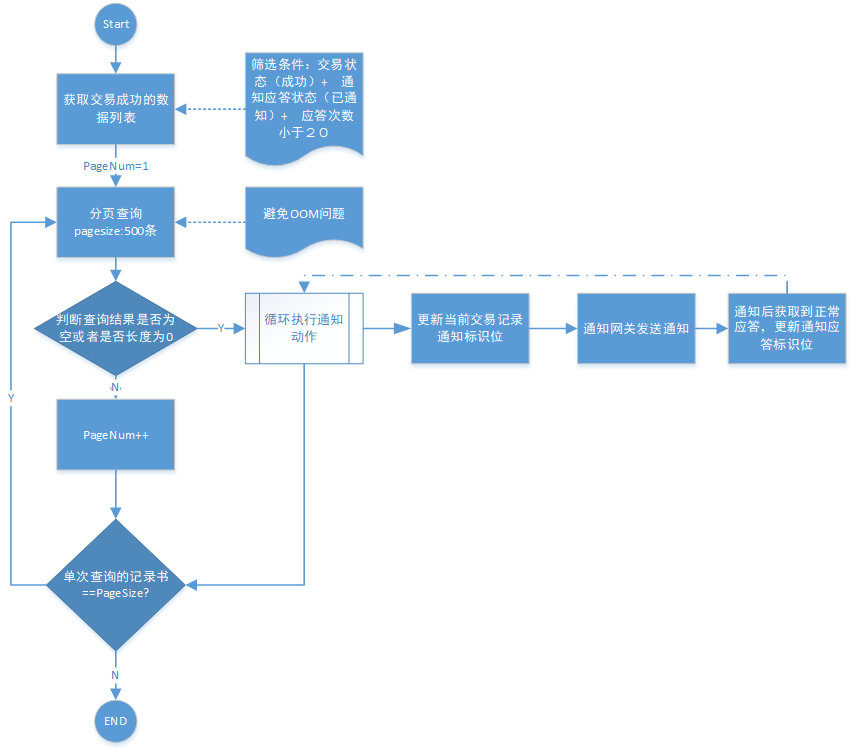 Start
获取交易成功的数
据列表
筛选条件：交易状
态（成功）+ 通
知应答状态（已通
知）+ 应答次数
小于２０
PageNum=1
分页查询
pagesize:500条
避免OOM问题
判断查询结果是否为
空或者是否长度为0
Y
循环执行通知
动作
更新当前交易记录
通知标识位
通知网关发送通知
通知后获取到正常
应答，更新通知应
答标识位
N
Y
PageNum++
单次查询的记录书
==PageSize?
N
END